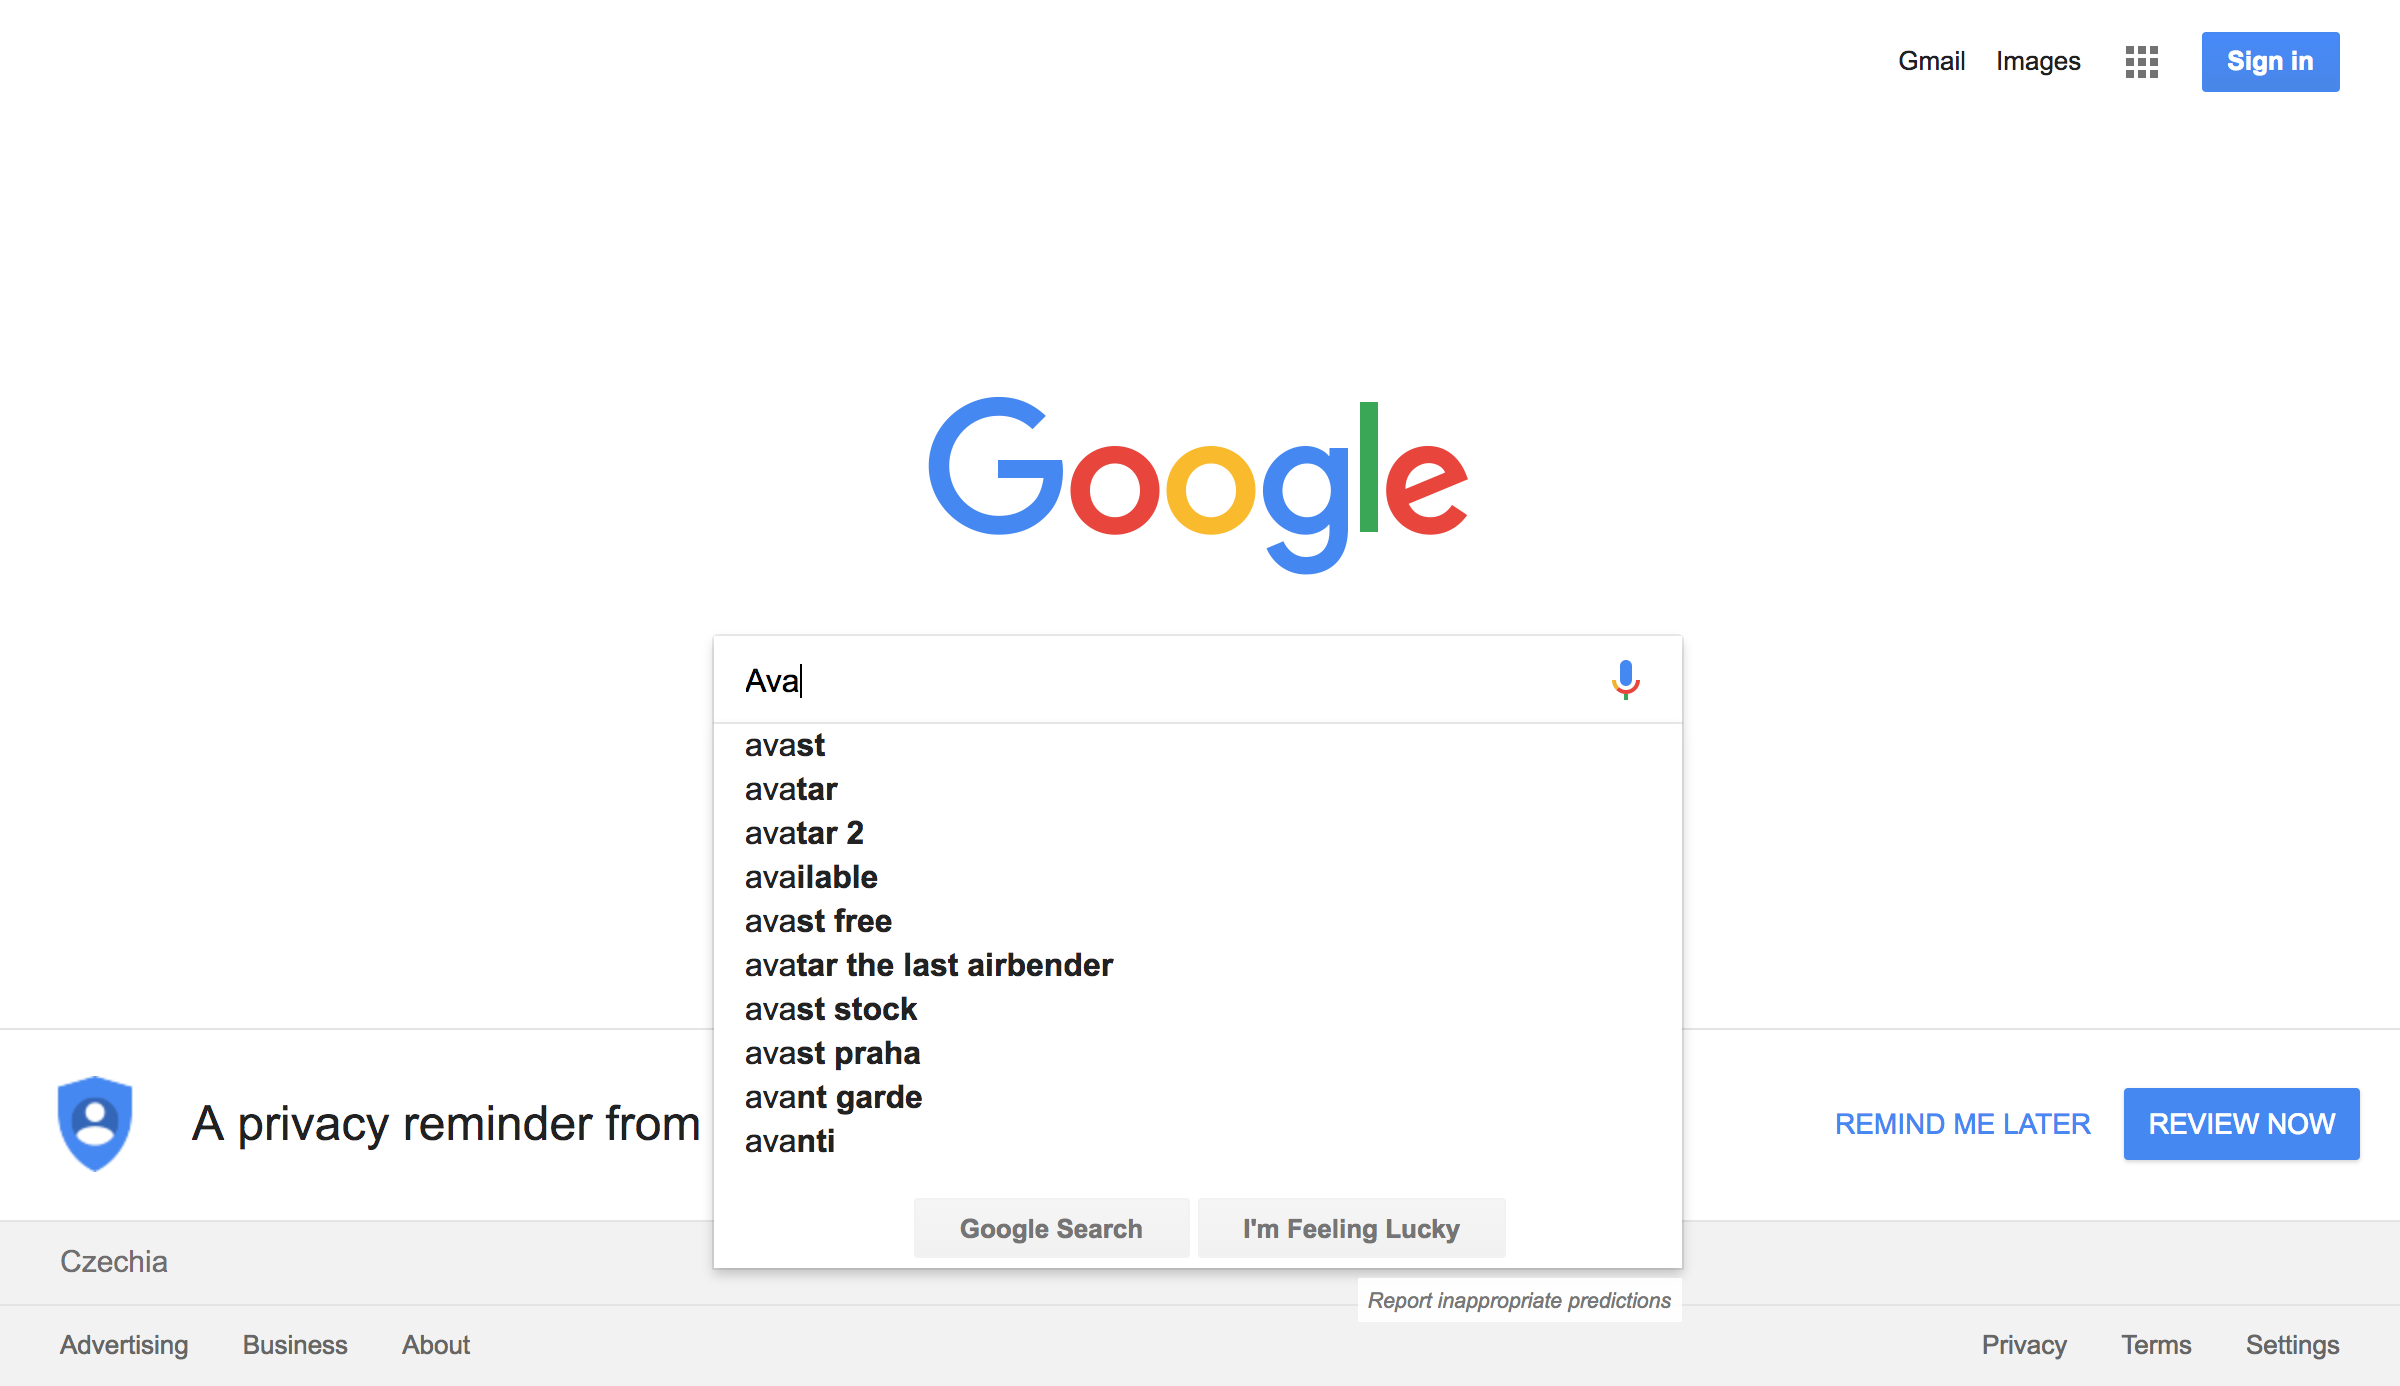 Gmail Images Sign in
Google
Ava
avast
avatar
avatar 2
available
avast free
avatar the last airbender
avast stock
avast praha
avant garde
avanti
A privacy reminder from REMIND ME LATER REVIEW NOW
Google Search I'm Feeling Lucky
Czechia
Report inappropriate predictions
Advertising Business About Privacy Terms Settings